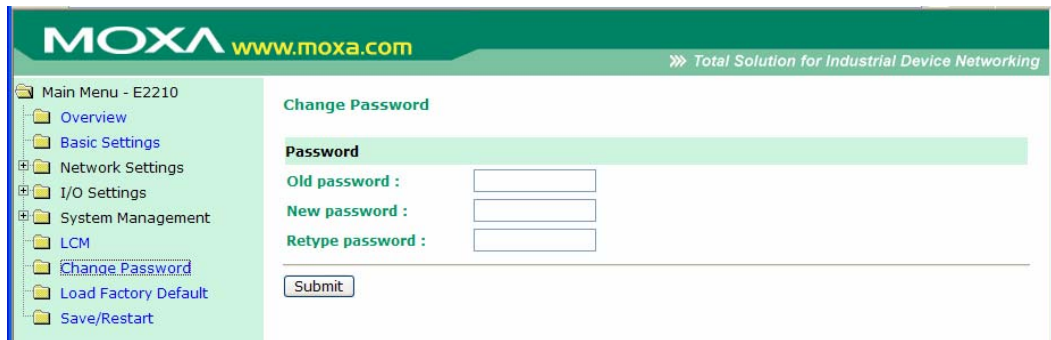 MOXA www.moxa.com
Total Solution for Industrial Device Networking
Main Menu - E2210
Overview
Basic Settings
Network Settings
I/O Settings
System Management
LCM
Change Password
Load Factory Default
Save/Restart
Change Password
Password
Old password :
New password :
Retype password :
Submit